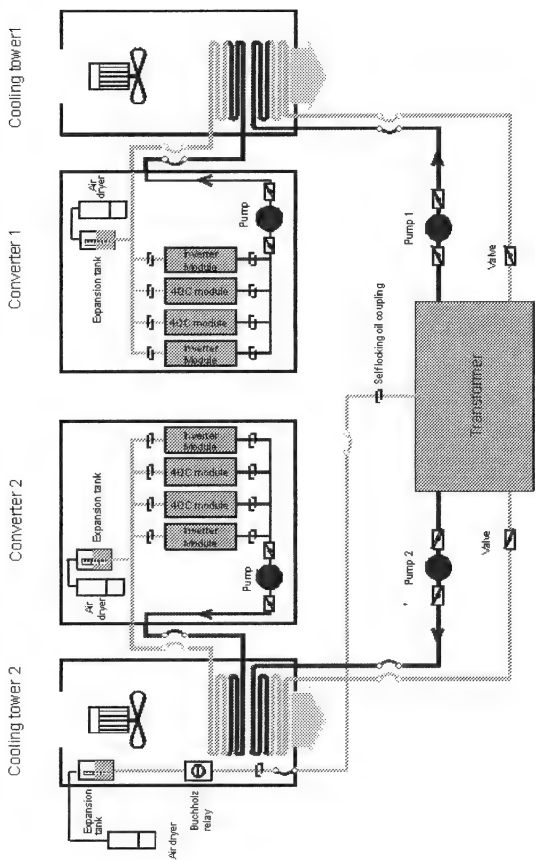 Cooling tower 2
Converter 2
Converter 1
Cooling tower1
Expansion
tank
Air dryer
Buchholz
relay
Air
dryer
Expansion tank
Inverter
Module
4QC module
4QC module
Inverter
Module
Pump
Expansion tank
Air
dryer
Inverter
Module
4QC module
4QC module
Inverter
Module
Pump
Self locking oil coupling
Pump 2
Valve
Transformer
Pump 1
Valve